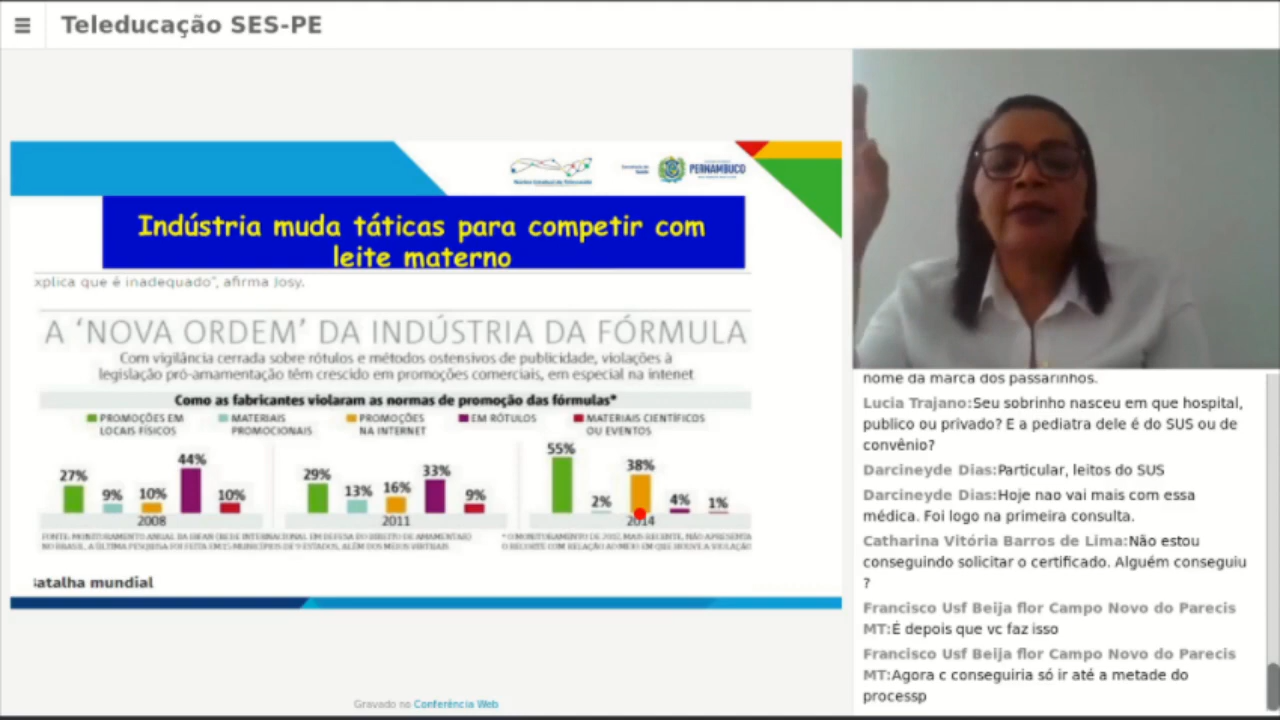 Teleducação SES-PE
PERNAMBUCO
Indústria muda táticas para competir com
leite materno
xplica que é inadequado”, afirma Josy.
A ‘NOVA ORDEM’ DA INDÚSTRIA DA FÓRMULA
Com vigilância cerrada sobre rótulos e métodos ostensivos de publicidade, violações à
legislação pró-amamentação têm crescido em promoções comerciais, em especial na internet
Como as fabricantes violaram as normas de promoção das fórmulas*
PROMOÇÕES EM
LOCAIS FÍSICOS
MATERIAIS
PROMOCIONAIS
PROMOÇÕES
NA INTERNET
EM RÓTULOS
MATERIAIS CIENTÍFICOS
OU EVENTOS
27% 9% 10% 44% 10%
2008
29% 13% 16% 33% 9%
2011
55% 2% 38% 4% 1%
2014
atalha mundial
Gravado na Conferência Web
nome da marca dos passarinhos.
Lucia Trajano:Seu sobrinho nasceu em que hospital,
publico ou privado? E a pediatra dele é do SUS ou de
convênio?
Darcineyde Dias:Particular, leitos do SUS
Darcineyde Dias:Hoje nao vai mais com essa
médica. Foi logo na primeira consulta.
Catharina Vitória Barros de Lima:Não estou
conseguindo solicitar o certificado. Alguém conseguiu
?
Francisco Usf Beija flor Campo Novo do Parecis
MT:É depois que vc faz isso
Francisco Usf Beija flor Campo Novo do Parecis
MT:Agora c conseguiria só ir até a metade do
processp